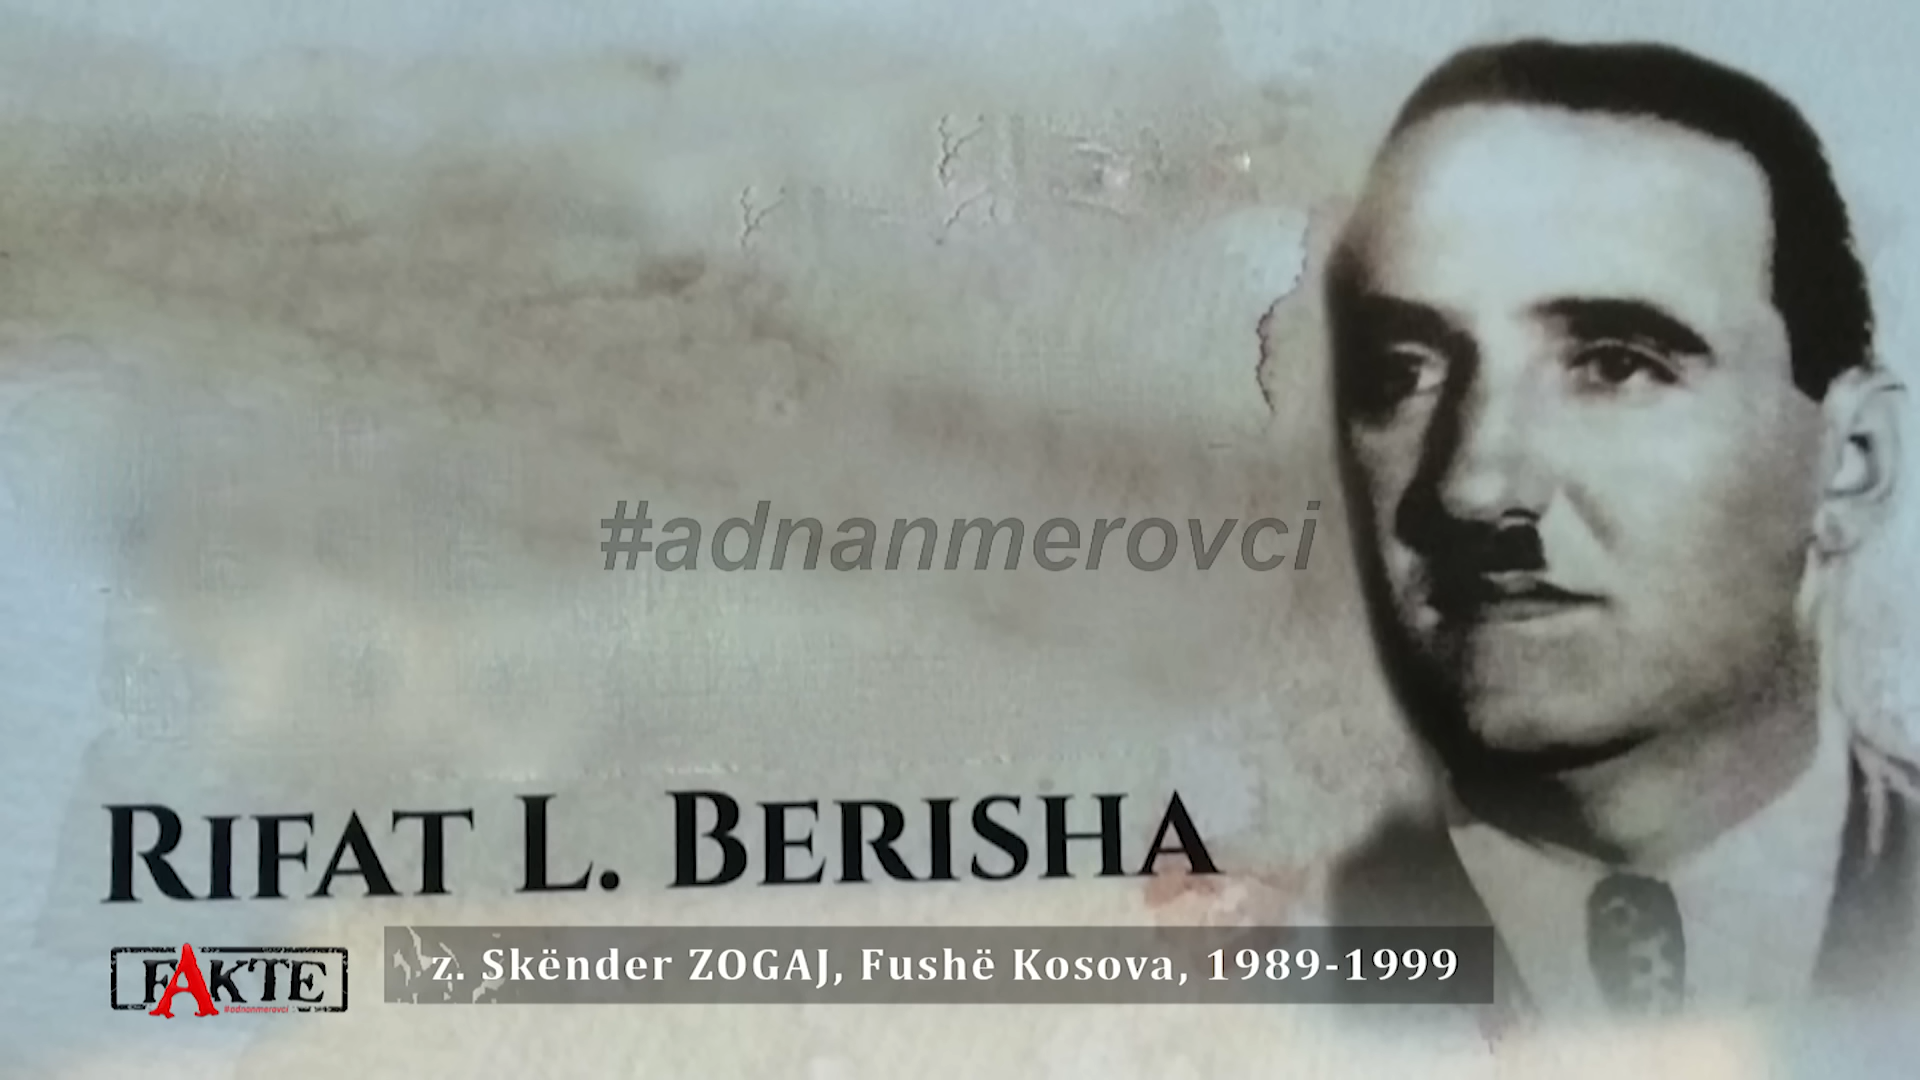 #adnanmerovci
RIFAT L. BERISHA
z. Skënder ZOGAJ, Fushë Kosova, 1989-1999
FAKTE
#adnanmerovci